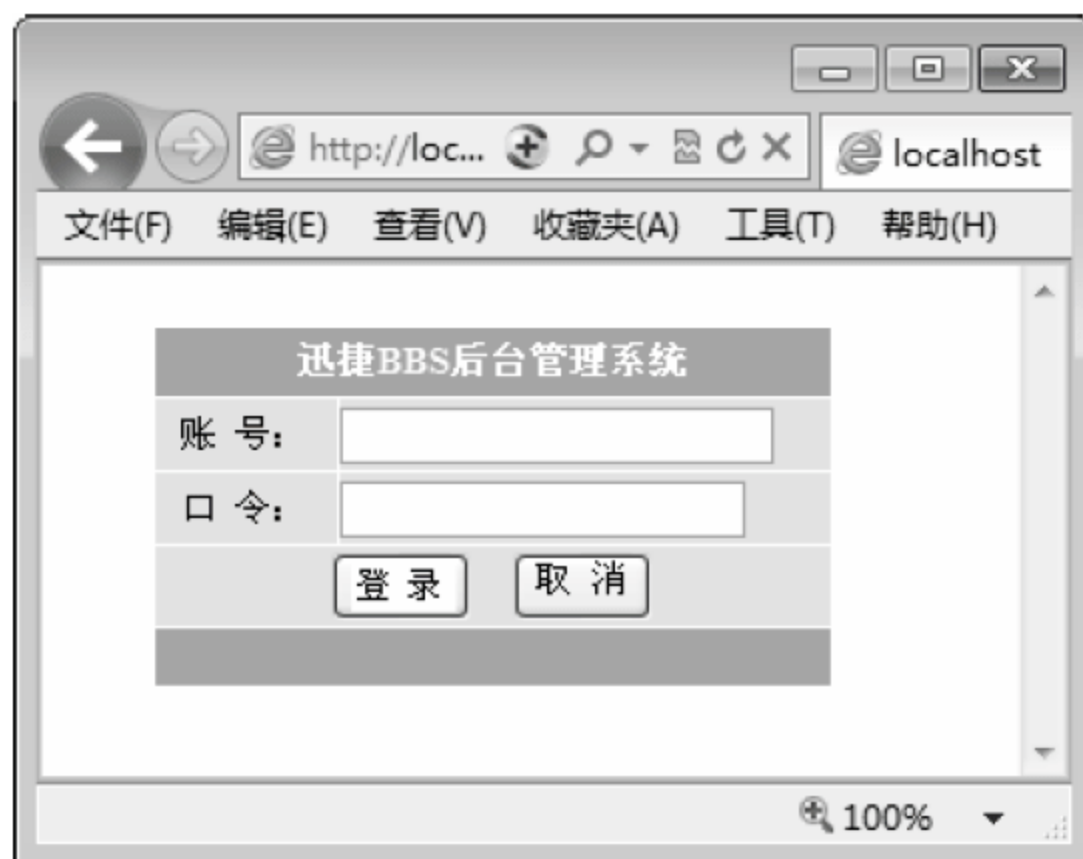 http://loc... localhost
文件(F) 编辑(E) 查看(V) 收藏夹(A) 工具(T) 帮助(H)
迅捷BBS后台管理系统
账 号：
口 令：
登 录 取 消
100%